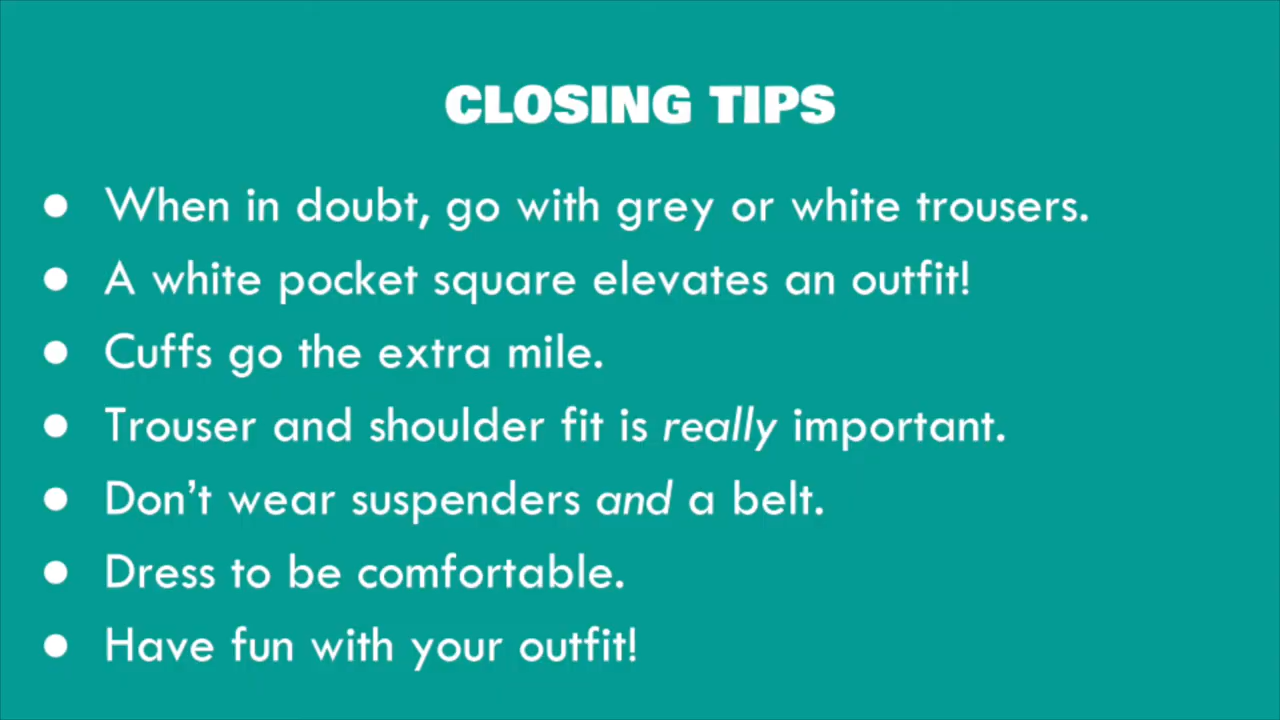 CLOSING TIPS
● When in doubt, go with grey or white trousers.
● A white pocket square elevates an outfit!
● Cuffs go the extra mile.
● Trouser and shoulder fit is really important.
● Don’t wear suspenders and a belt.
● Dress to be comfortable.
● Have fun with your outfit!